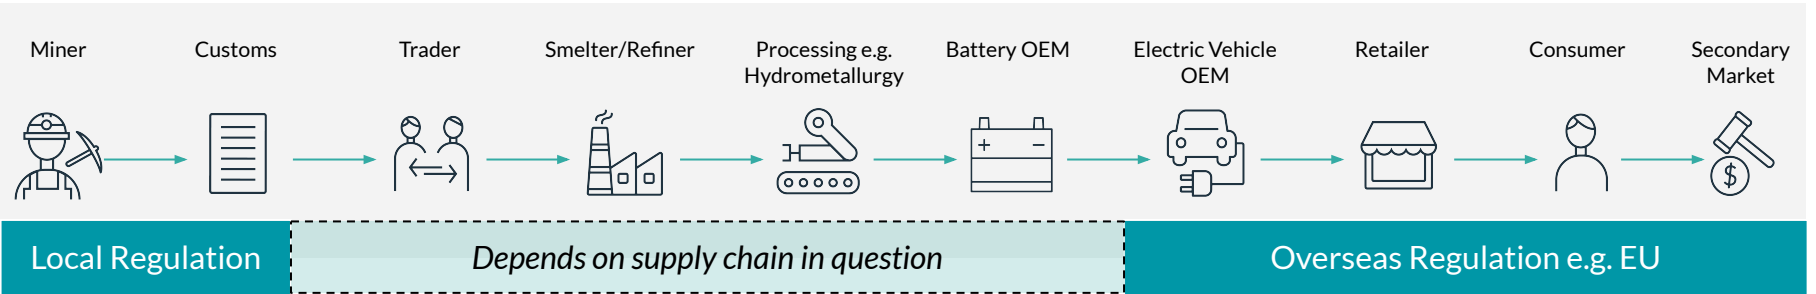 Miner
Customs
Trader
Smelter/Refiner
Processing e.g.
Hydrometallurgy
Battery OEM
Electric Vehicle
OEM
Retailer
Consumer
Secondary
Market
+ −
$
Local Regulation
Depends on supply chain in question
Overseas Regulation e.g. EU